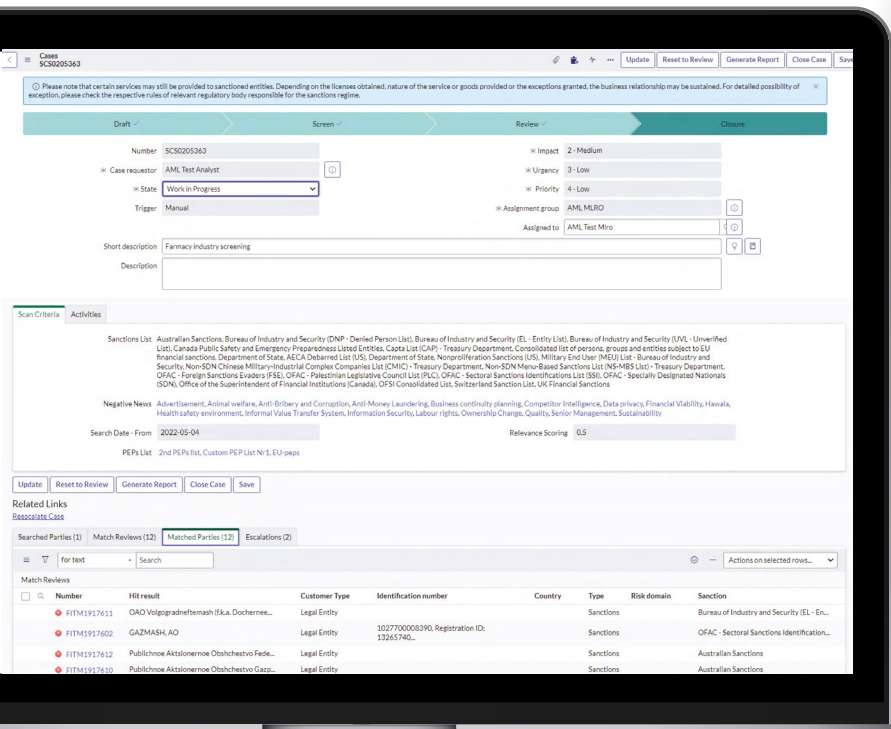 Cases
SCS0205363
Update Reset to Review Generate Report Close Case Save
Please note that certain services may still be provided to sanctioned entities. Depending on the licenses obtained, nature of the service or goods provided or the exceptions granted, the business relationship may be sustained. For detailed possibility of
exception, please check the respective rules of relevant regulatory body responsible for the sanctions regime.
Draft Screen Review Closure
Number SCS0205363 Impact 2 - Medium
Case requestor AML Test Analyst Urgency 3 - Low
State Work in Progress Priority 4 - Low
Trigger Manual Assignment group AML MLRO
Assigned to AML Test Mlro
Short description Farmacy industry screening
Description
Scan Criteria Activities
Sanctions List Australian Sanctions, Bureau of Industry and Security (DNP - Denied Person List), Bureau of Industry and Security (EL - Entity List), Bureau of Industry and Security (UVL - Unverified
List), Canada Public Safety and Emergency Preparedness Listed Entities, Capta List (CAP) - Treasury Department, Consolidated list of persons, groups and entities subject to EU
financial sanctions, Department of State, AECA Debarred List (US), Department of State, Nonproliferation Sanctions (US), Military End User (MEU) List - Bureau of Industry and
Security, Non-SDN Chinese Military-Industrial Complex Companies List (CMIC) - Treasury Department, Non-SDN Menu-Based Sanctions List (NS-MBS List) - Treasury Department,
OFAC - Foreign Sanctions Evaders (FSE), OFAC - Palestinian Legislative Council List (PLC), OFAC - Sectoral Sanctions Identifications List (SSI), OFAC - Specially Designated Nationals
(SDN), Office of the Superintendent of Financial Institutions (Canada), OFSI Consolidated List, Switzerland Sanction List, UK Financial Sanctions
Negative News Advertisement, Animal welfare, Anti-Bribery and Corruption, Anti-Money Laundering, Business continuity planning, Competitor Intelligence, Data privacy, Financial Viability, Hawala,
Health safety environment, Informal Value Transfer System, Information Security, Labour rights, Ownership Change, Quality, Senior Management, Sustainability
Search Date - From 2022-05-04 Relevance Scoring 0.5
PEPs List 2nd PEPs list, Custom PEP List Nr1, EU-peps
Update Reset to Review Generate Report Close Case Save
Related Links
Reescalate Case
Searched Parties (1) Match Reviews (12) Matched Parties (12) Escalations (2)
for text Search Actions on selected rows...
Match Reviews
Number Hit result Customer Type Identification number Country Type Risk domain Sanction
FITM1917611 OAO Volgogradneftemash (f.k.a. Dochernee... Legal Entity Sanctions Bureau of Industry and Security (EL - En...
FITM1917602 GAZMASH, AO Legal Entity 1027700008390, Registration ID; 13265740... Sanctions OFAC - Sectoral Sanctions Identification...
FITM1917612 Publichnoe Aktsionernoe Obshchestvo Fede... Legal Entity Sanctions Australian Sanctions
FITM1917610 Publichnoe Aktsionernoe Obshchestvo Gazp... Legal Entity Sanctions Australian Sanctions